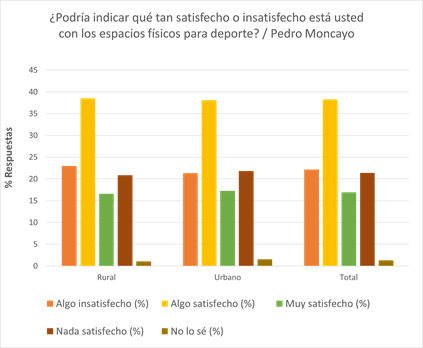 ¿Podría indicar qué tan satisfecho o insatisfecho está usted
con los espacios físicos para deporte? / Pedro Moncayo
45
40
35
30
25
20
15
10
5
0
% Respuestas
Rural Urbano Total
Algo insatisfecho (%) Algo satisfecho (%) Muy satisfecho (%)
Nada satisfecho (%) No lo sé (%)